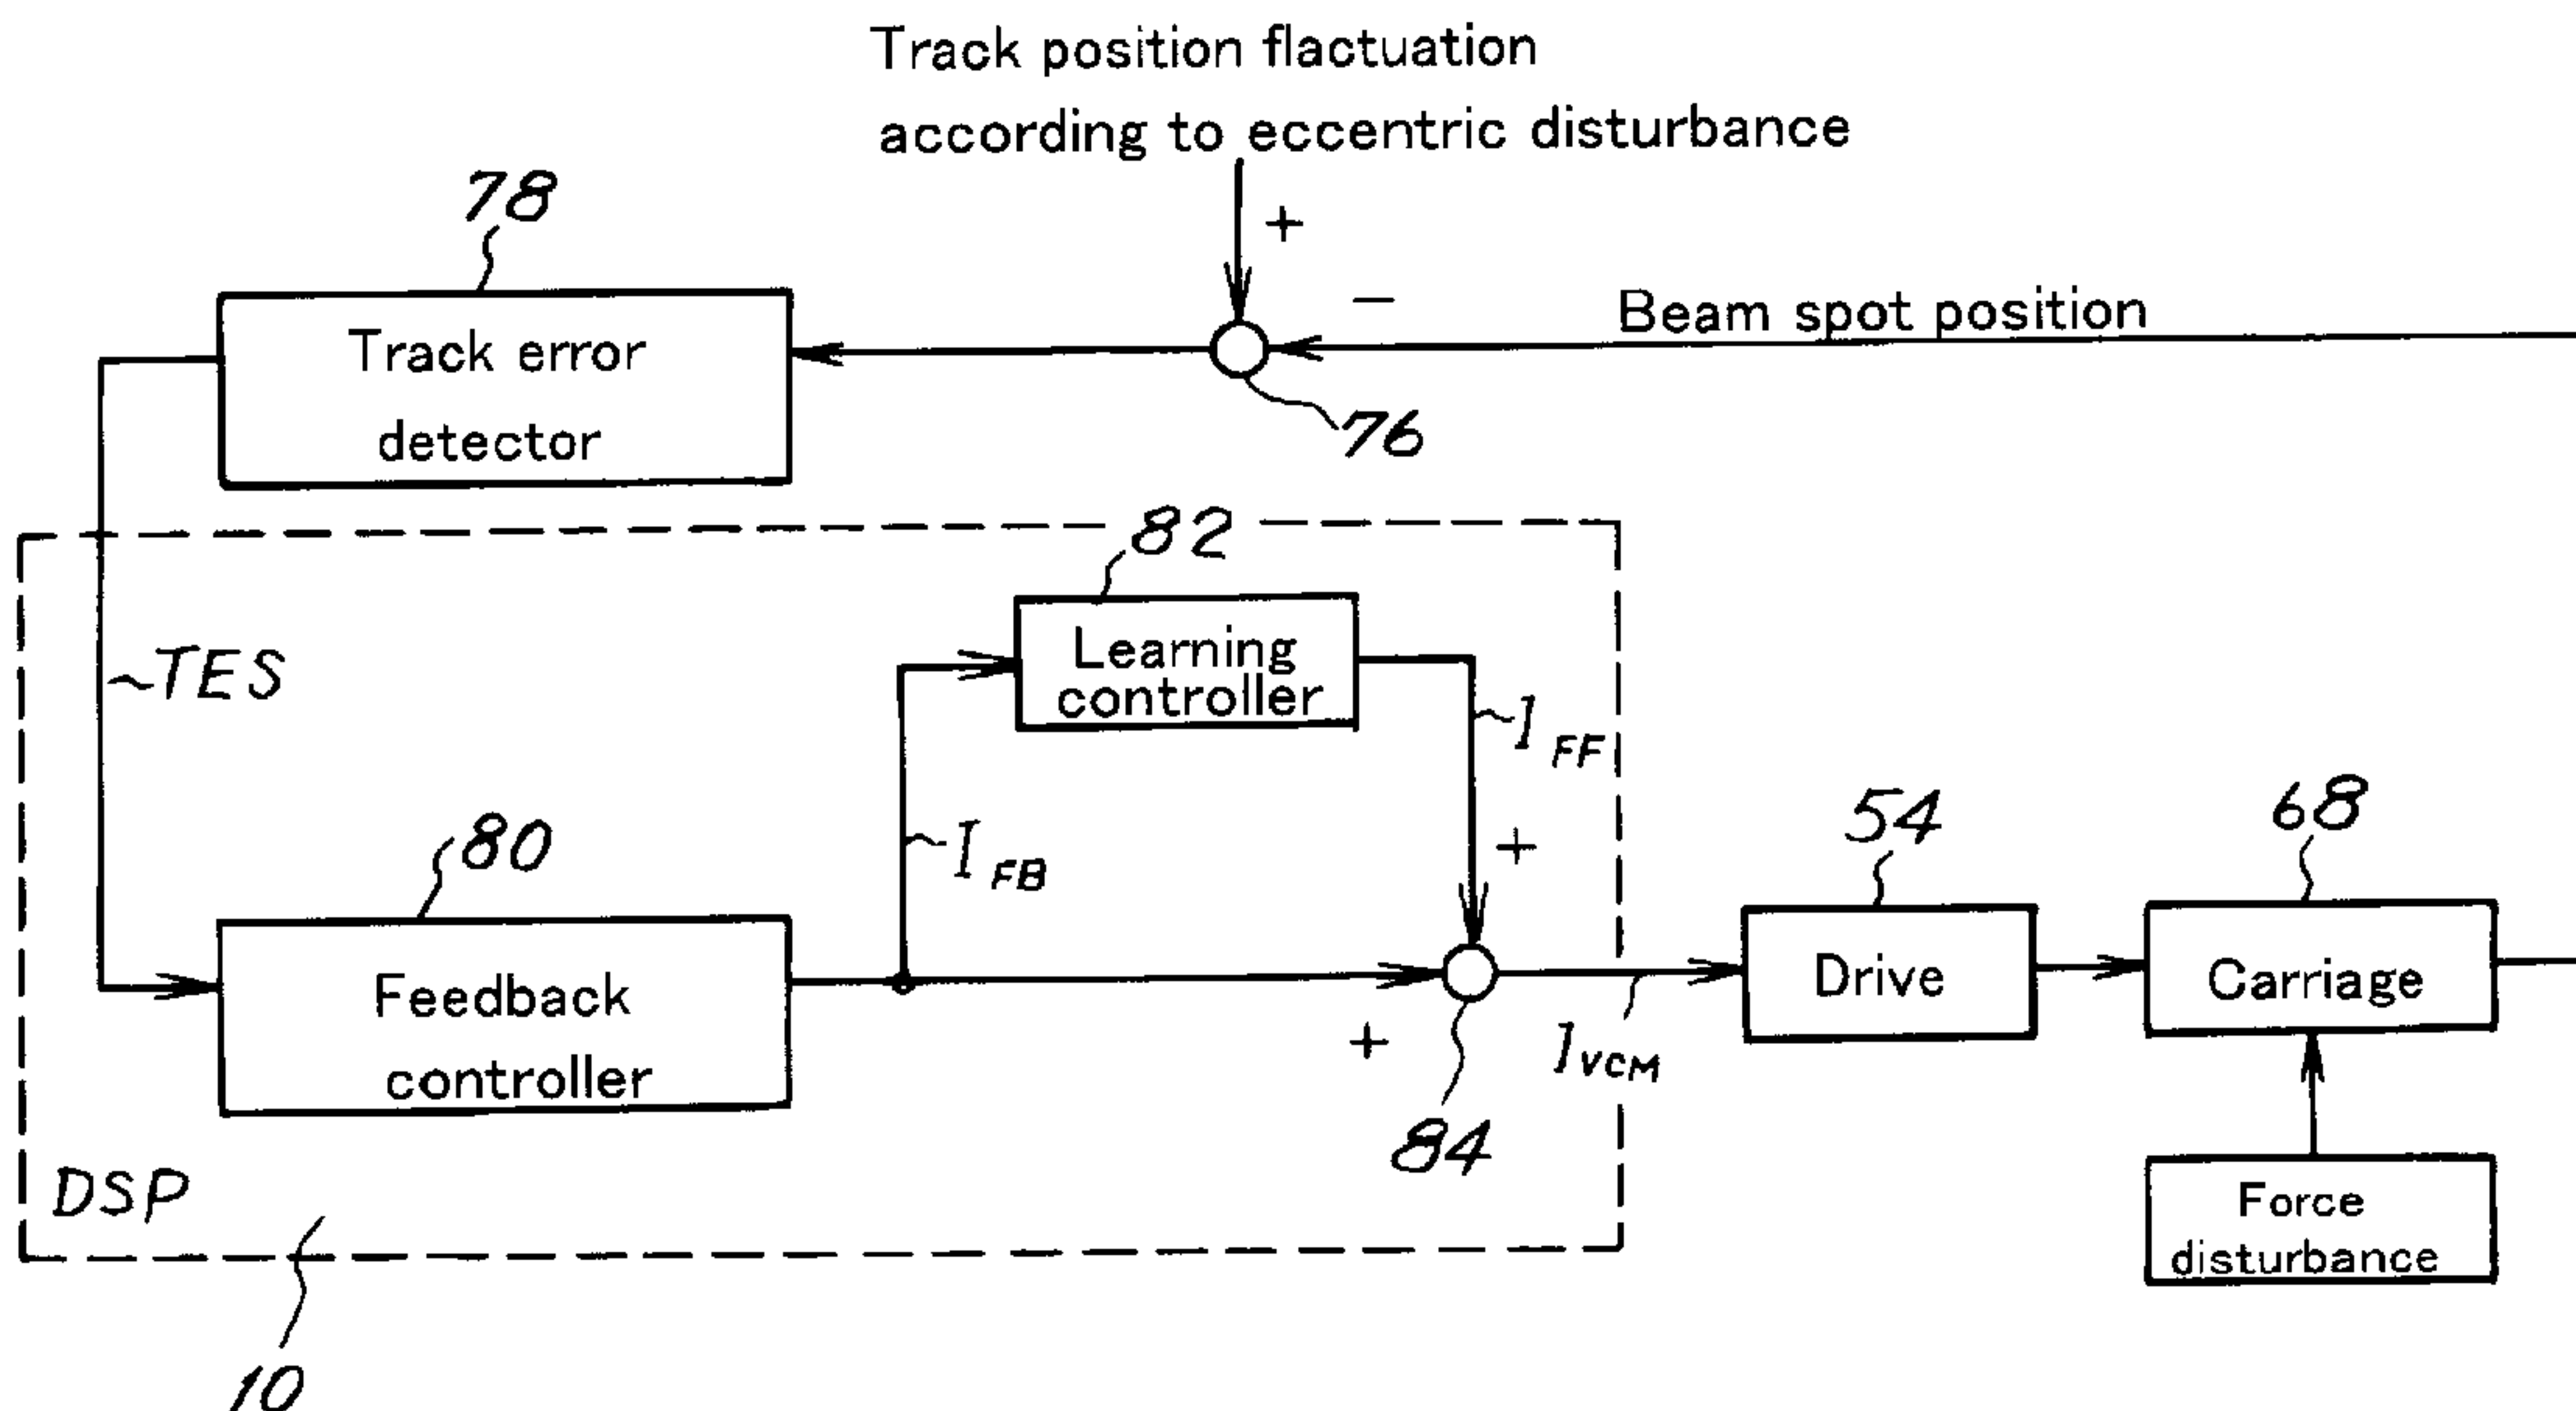 Track position flactuation
according to eccentric disturbance
78
+
−
Beam spot position
Track error
detector
76
82
Learning
controller
TES
I FF
54
68
80
I FB
+
Feedback
controller
Drive
Carriage
+
I VCM
84
DSP
Force
disturbance
10